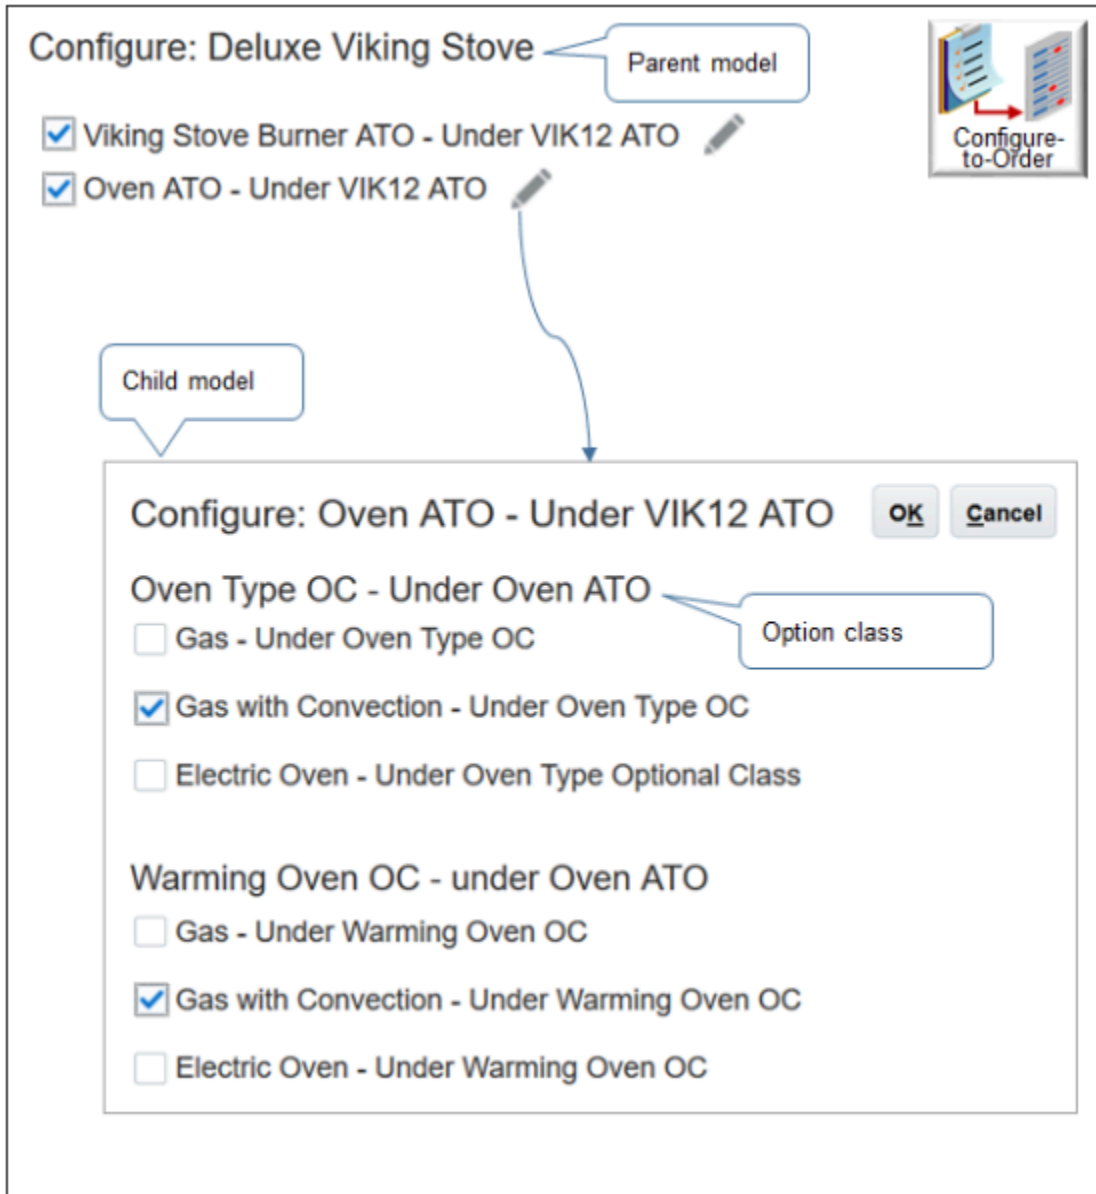 Configure: Deluxe Viking Stove
Parent model
Viking Stove Burner ATO - Under VIK12 ATO
Configure-
to-Order
Oven ATO - Under VIK12 ATO
Child model
Configure: Oven ATO - Under VIK12 ATO
OK
Cancel
Oven Type OC - Under Oven ATO
Option class
Gas - Under Oven Type OC
Gas with Convection - Under Oven Type OC
Electric Oven - Under Oven Type Optional Class
Warming Oven OC - under Oven ATO
Gas - Under Warming Oven OC
Gas with Convection - Under Warming Oven OC
Electric Oven - Under Warming Oven OC